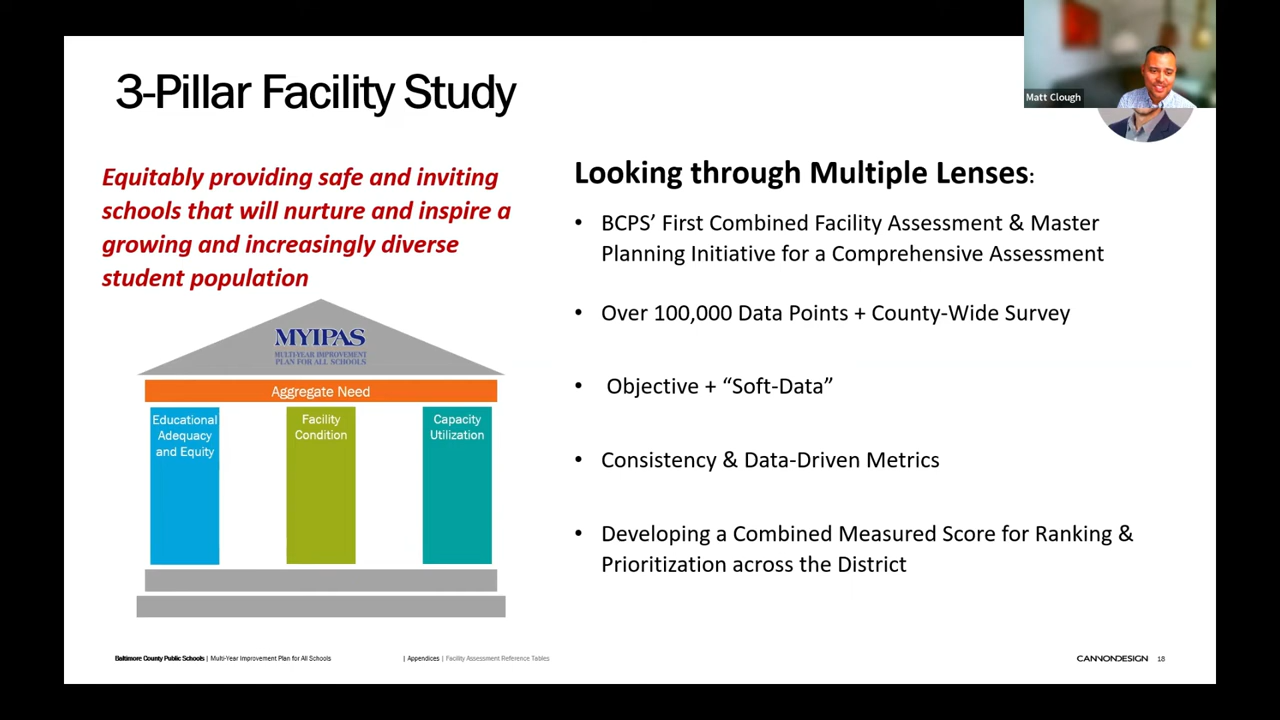 3-Pillar Facility Study
Matt Clough
Equitably providing safe and inviting
schools that will nurture and inspire a
growing and increasingly diverse
student population
MYIPAS
MULTI-YEAR IMPROVEMENT
PLAN FOR ALL SCHOOLS
Aggregate Need
Educational
Adequacy
and Equity
Facility
Condition
Capacity
Utilization
Looking through Multiple Lenses:
• BCPS’ First Combined Facility Assessment & Master
Planning Initiative for a Comprehensive Assessment
• Over 100,000 Data Points + County-Wide Survey
• Objective + “Soft-Data”
• Consistency & Data-Driven Metrics
• Developing a Combined Measured Score for Ranking &
Prioritization across the District
Baltimore County Public Schools | Multi-Year Improvement Plan for All Schools | Appendices | Facility Assessment Reference Tables
CANNONDESIGN 18